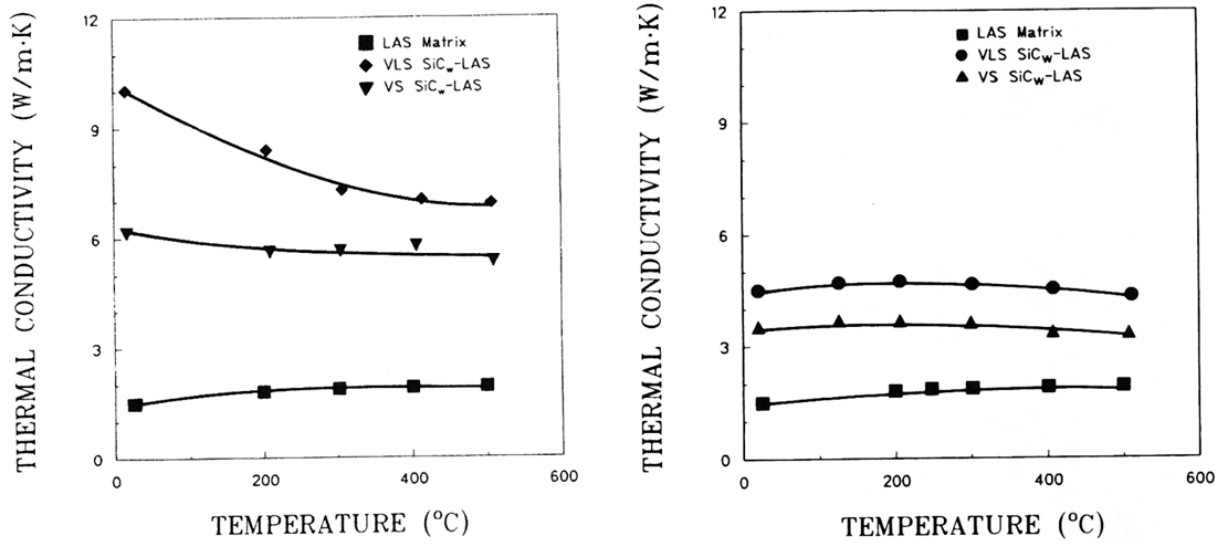 THERMAL CONDUCTIVITY (W/m·K)
12
9
6
3
0
LAS Matrix
VLS SiCw-LAS
VS SiCw-LAS
0 200 400 600
TEMPERATURE (°C)
THERMAL CONDUCTIVITY (W/m·K)
12
9
6
3
0
LAS Matrix
VLS SiCw-LAS
VS SiCw-LAS
0 200 400 600
TEMPERATURE (°C)